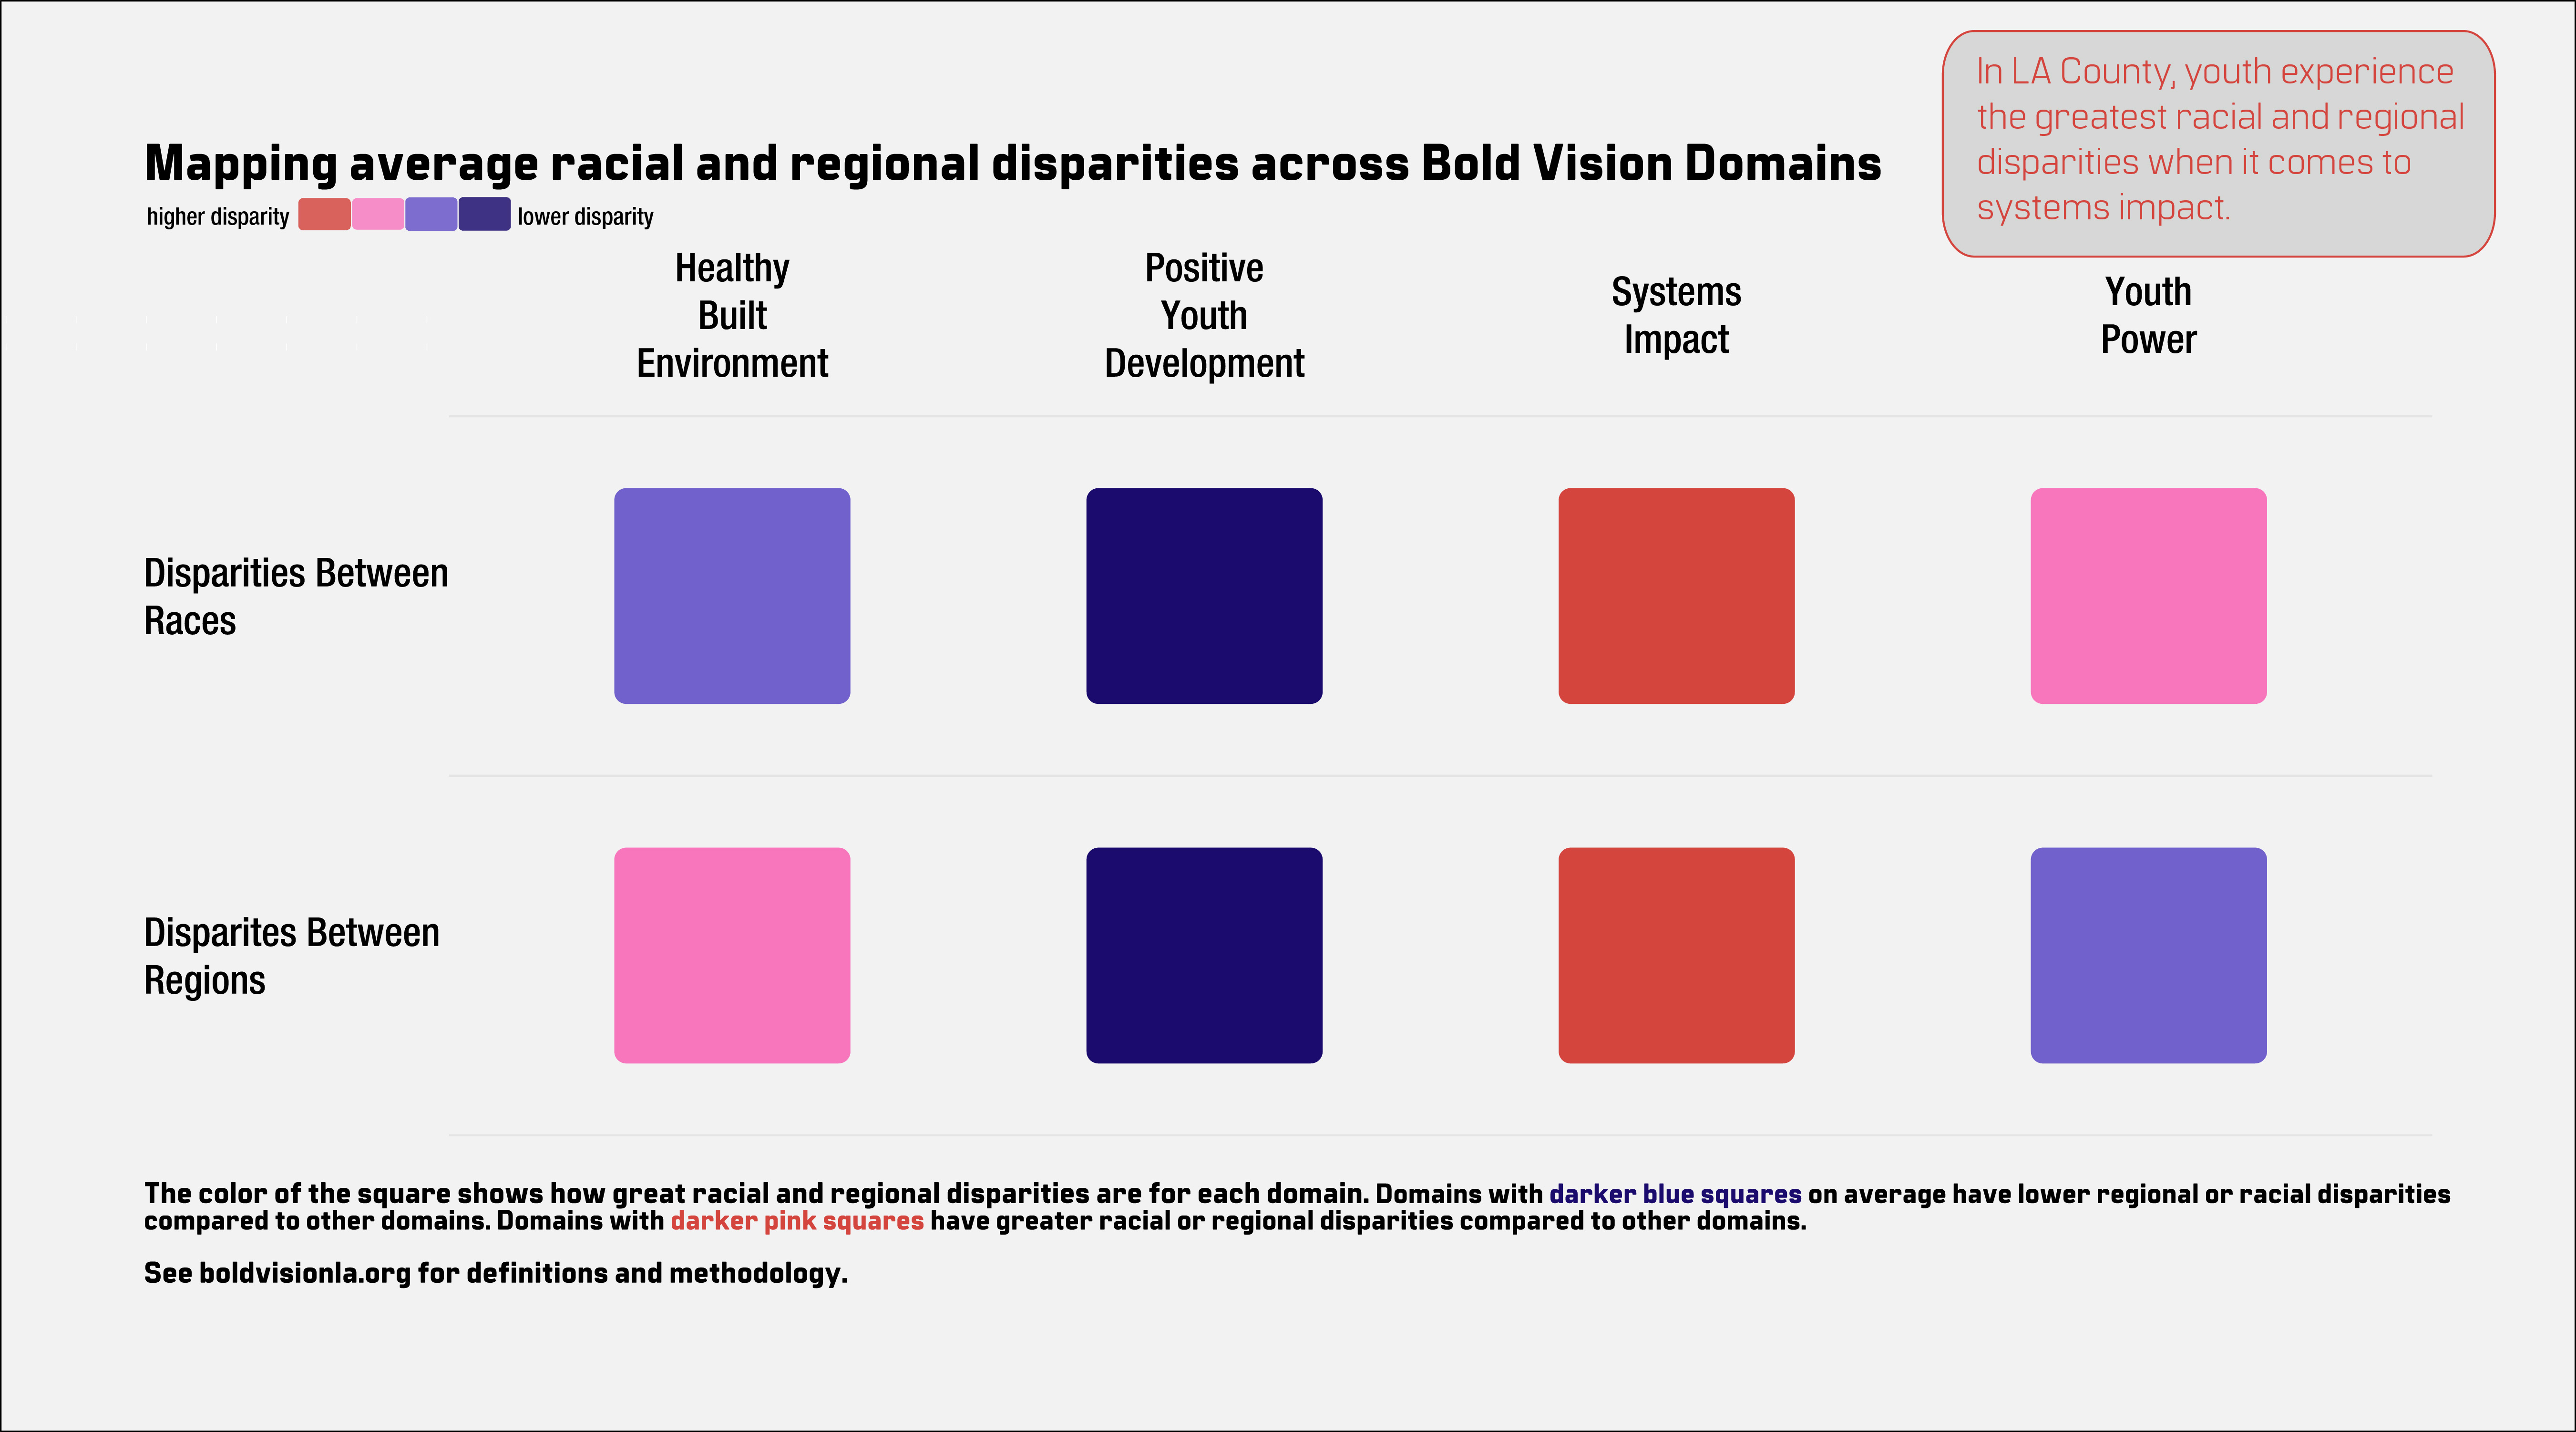 In LA County, youth experience
the greatest racial and regional
disparities when it comes to
systems impact.
Mapping average racial and regional disparities across Bold Vision Domains
higher disparity lower disparity
Healthy
Built
Environment
Positive
Youth
Development
Systems
Impact
Youth
Power
Disparities Between
Races
Disparites Between
Regions
The color of the square shows how great racial and regional disparities are for each domain. Domains with darker blue squares on average have lower regional or racial disparities
compared to other domains. Domains with darker pink squares have greater racial or regional disparities compared to other domains.
See boldvisionla.org for definitions and methodology.